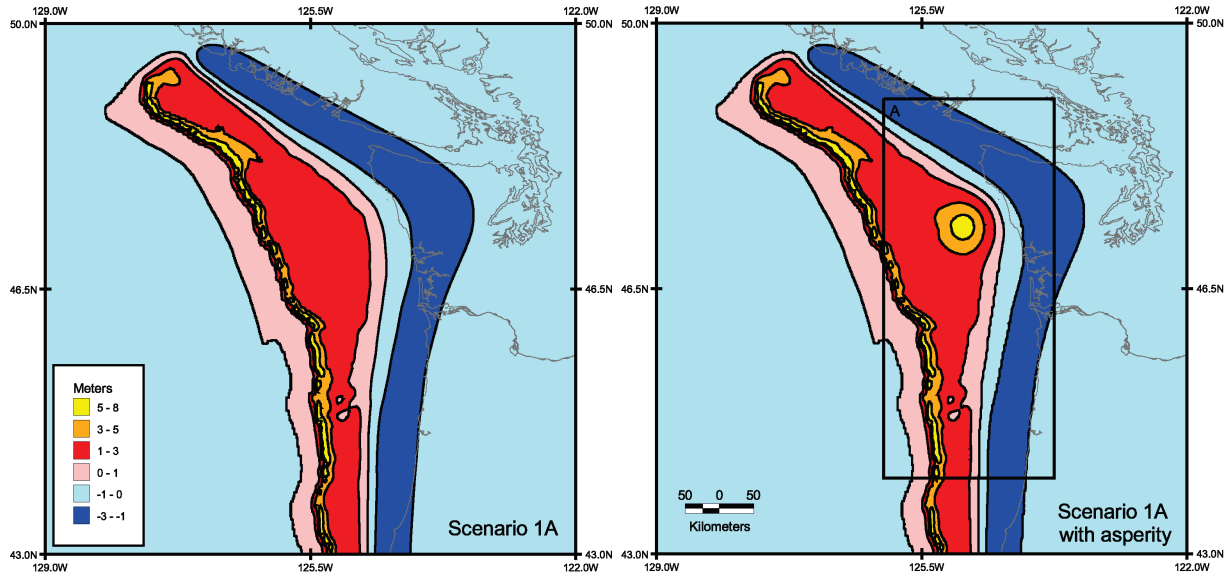 129.0W 125.5W 122.0W
50.0N 50.0N
46.5N 46.5N
Meters
5 - 8
3 - 5
1 - 3
0 - 1
-1 - 0
-3 - -1
Scenario 1A
43.0N 43.0N
129.0W 125.5W 122.0W
129.0W 125.5W 122.0W
50.0N 50.0N
A
46.5N 46.5N
50 0 50
Kilometers
Scenario 1A
with asperity
43.0N 43.0N
129.0W 125.5W 122.0W